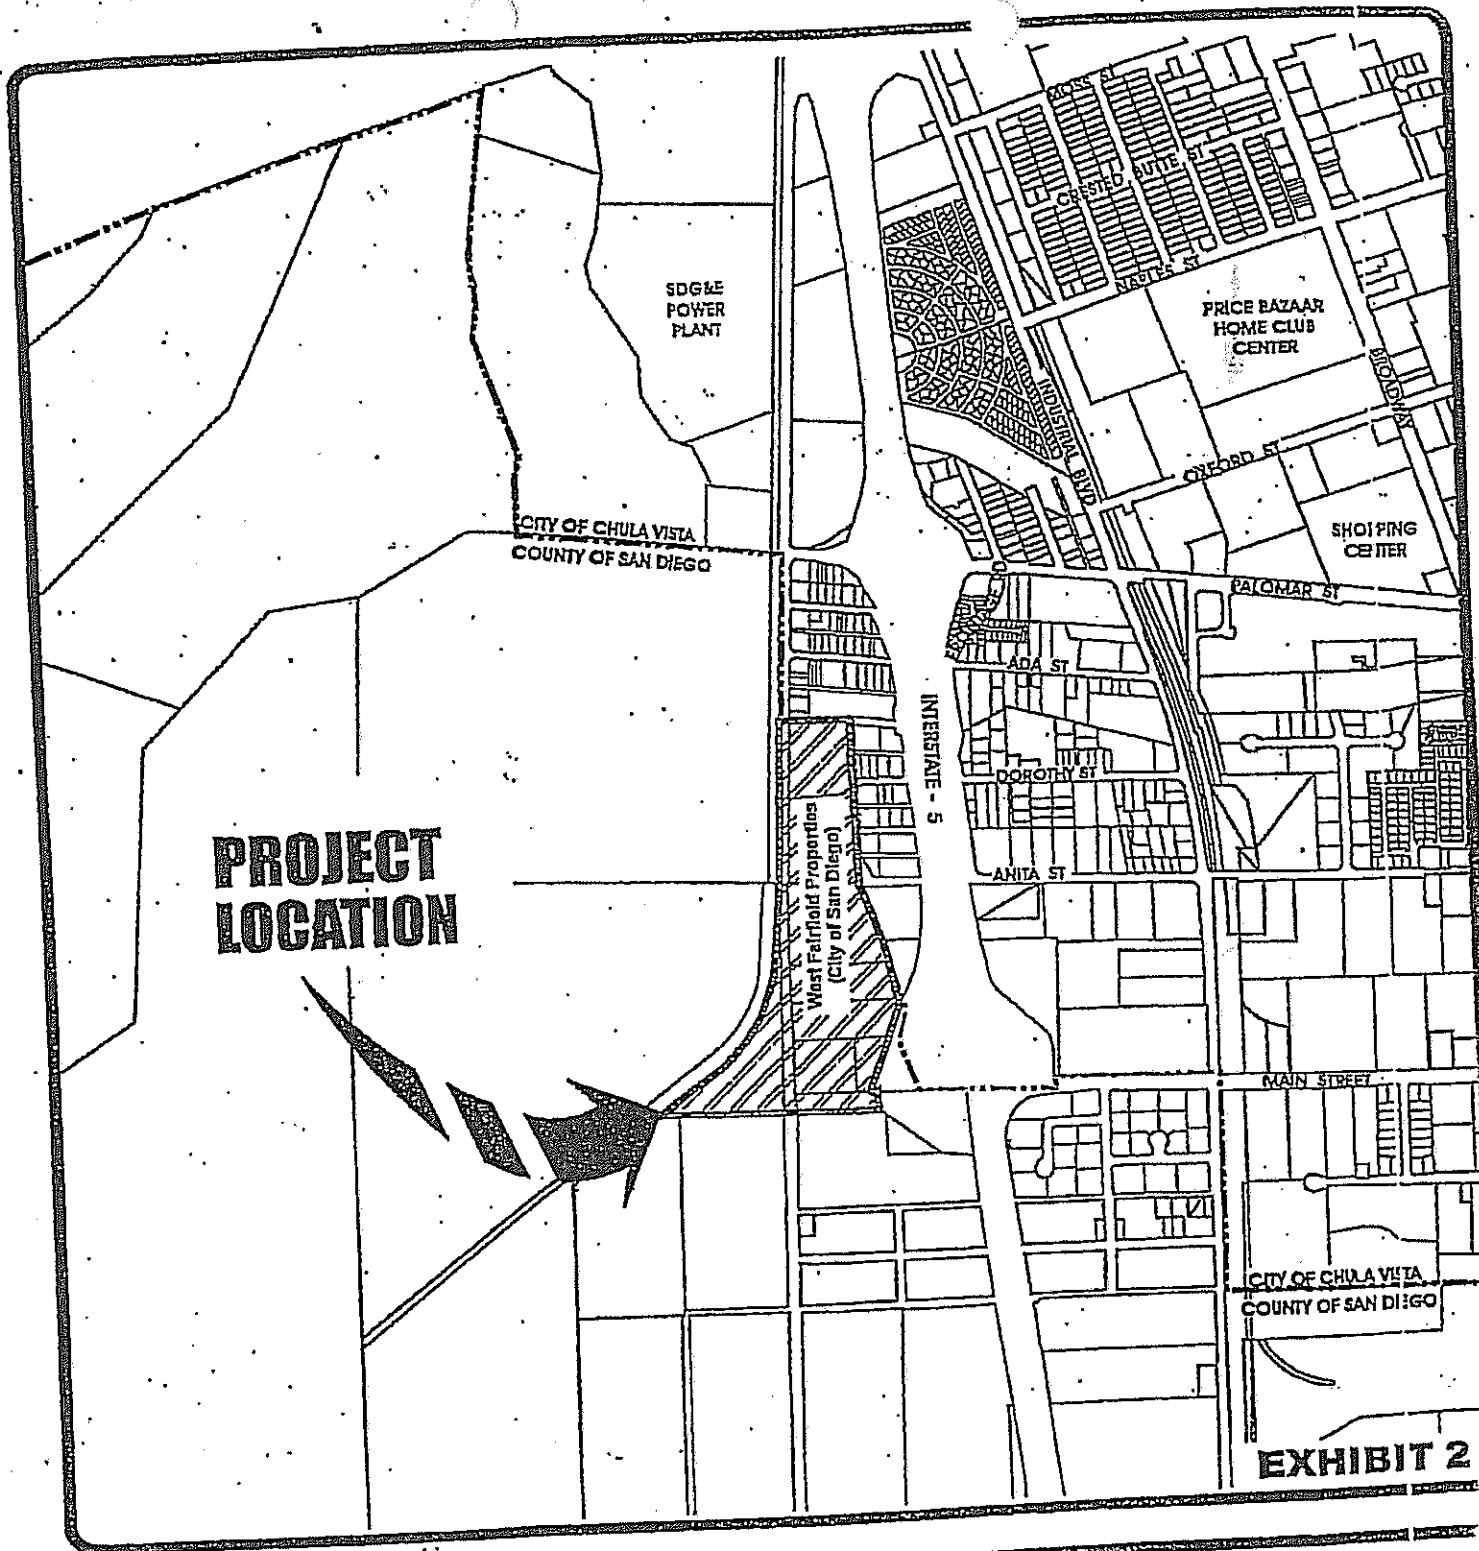 MOSS ST
CRESTED BUTTE ST
NAPLES ST
SDG&E
POWER
PLANT
PRICE BAZAAR
HOME CLUB
CENTER
BROADWAY
INDUSTRIAL BLVD
OXFORD ST
SHOPPING
CENTER
CITY OF CHULA VISTA
COUNTY OF SAN DIEGO
PALOMAR ST
ADA ST
INTERSTATE - 5
DOROTHY ST
PROJECT
LOCATION
West Fairfield Properties
(City of San Diego)
ANITA ST
MAIN STREET
CITY OF CHULA VISTA
COUNTY OF SAN DIEGO
EXHIBIT 2